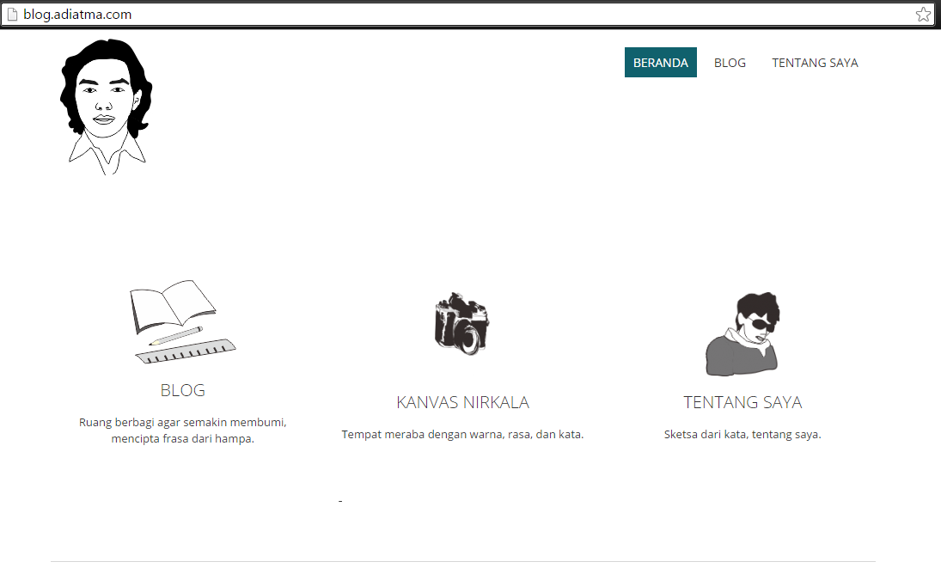 blog.adiatma.com
BERANDA
BLOG
TENTANG SAYA
BLOG
Ruang berbagi agar semakin membumi,
mencipta frasa dari hampa.
KANVAS NIRKALA
Tempat meraba dengan warna, rasa, dan kata.
TENTANG SAYA
Sketsa dari kata, tentang saya.
-